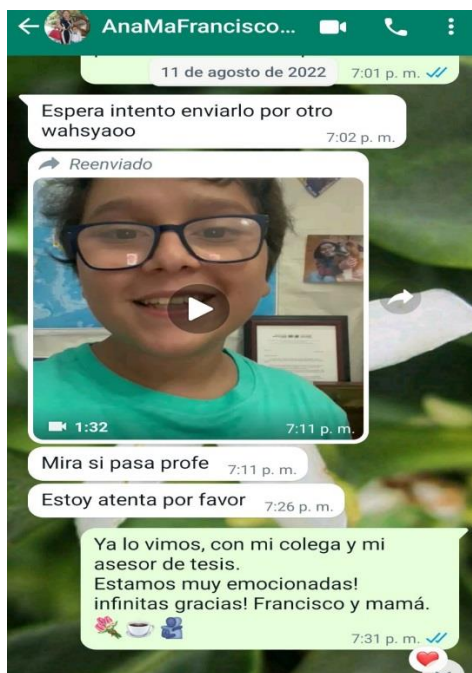 AnaMaFrancisco...
11 de agosto de 2022 7:01 p. m.
Espera intento enviarlo por otro
wahsyaoo
7:02 p. m.
Reenviado
1:32 7:11 p. m.
Mira si pasa profe 7:11 p. m.
Estoy atenta por favor 7:26 p. m.
Ya lo vimos, con mi colega y mi
asesor de tesis.
Estamos muy emocionadas!
infinitas gracias! Francisco y mamá.
7:31 p. m.